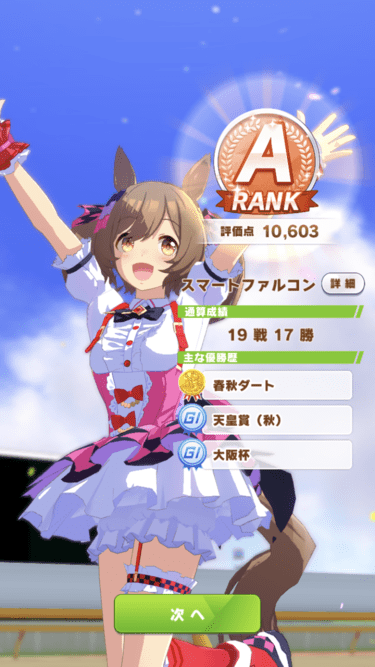 A
RANK
評価点 10,603
スマートファルコン 詳細
通算成績
19 戦 17 勝
主な優勝歴
春秋ダート
GI 天皇賞（秋）
GI 大阪杯
次へ